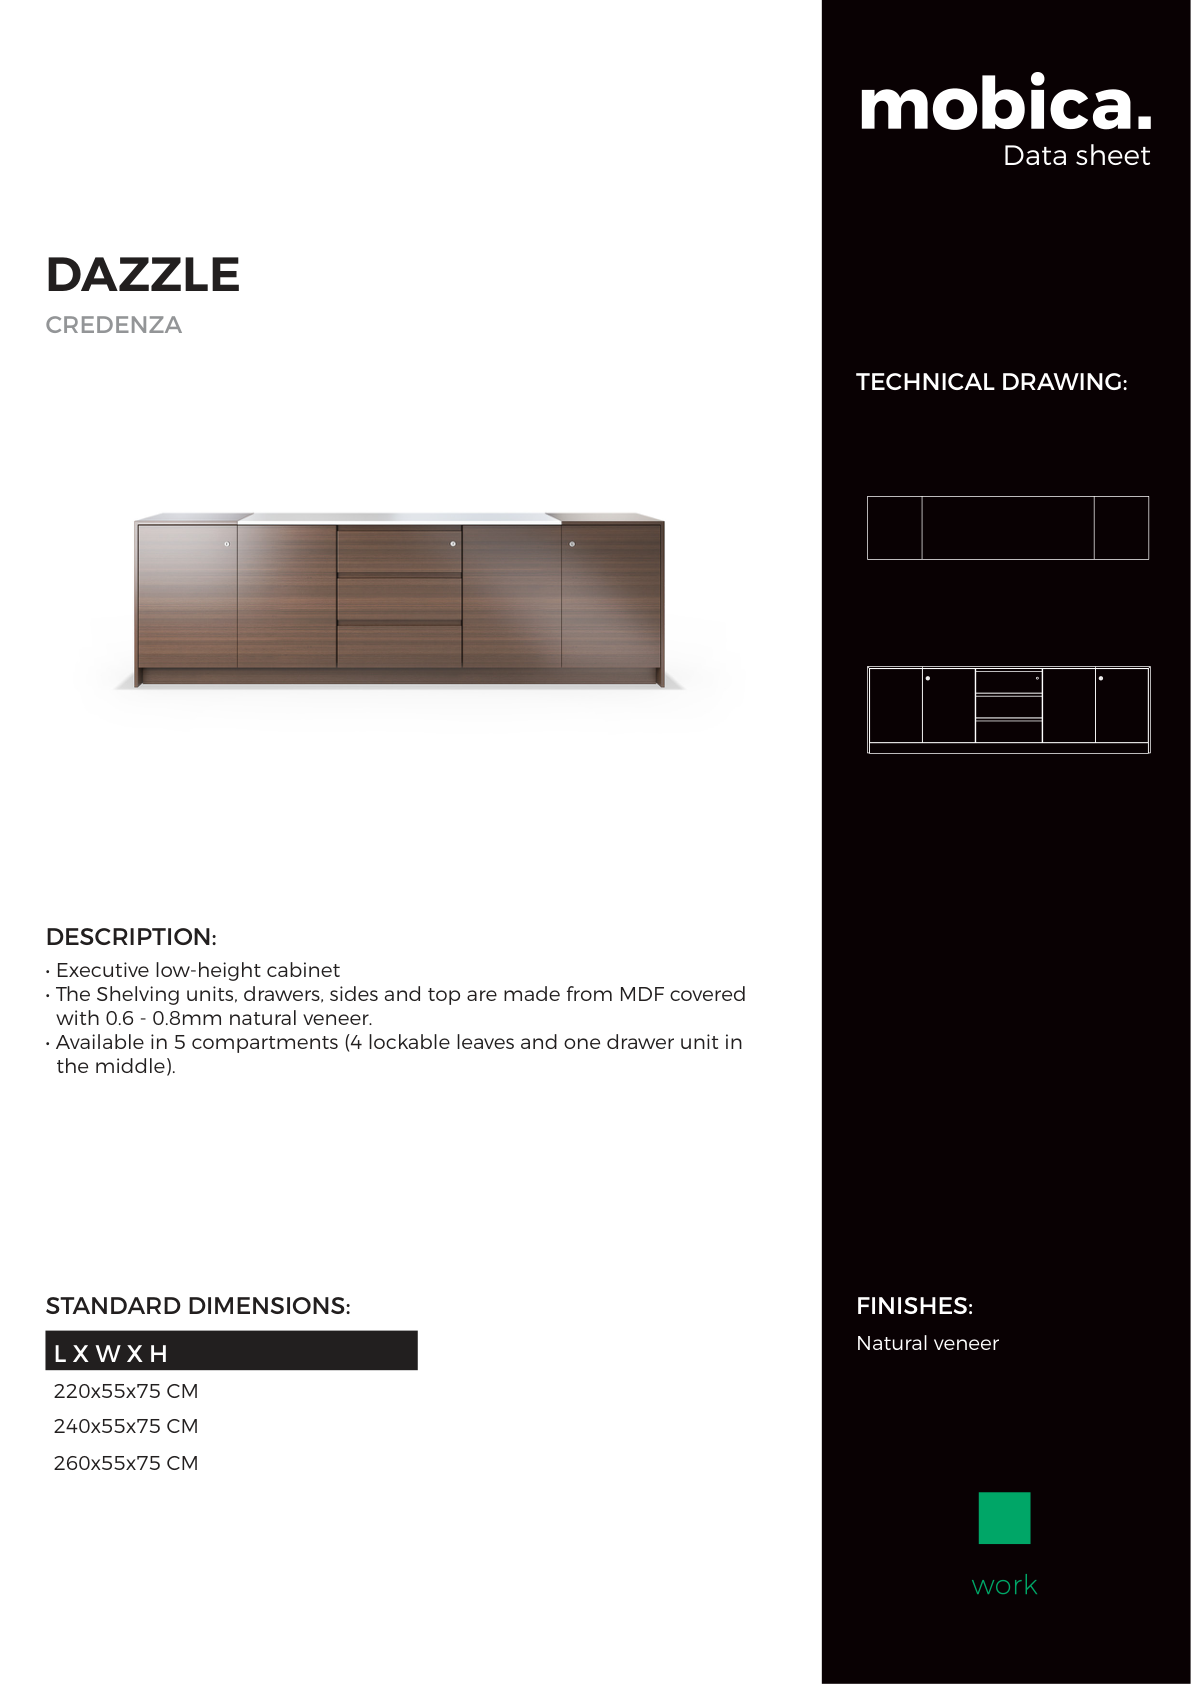 mobica.
Data sheet
DAZZLE
CREDENZA
TECHNICAL DRAWING:
DESCRIPTION:
• Executive low-height cabinet
• The Shelving units, drawers, sides and top are made from MDF covered
with 0.6 - 0.8mm natural veneer.
• Available in 5 compartments (4 lockable leaves and one drawer unit in
the middle).
STANDARD DIMENSIONS:
L X W X H
220x55x75 CM
240x55x75 CM
260x55x75 CM
FINISHES:
Natural veneer
work